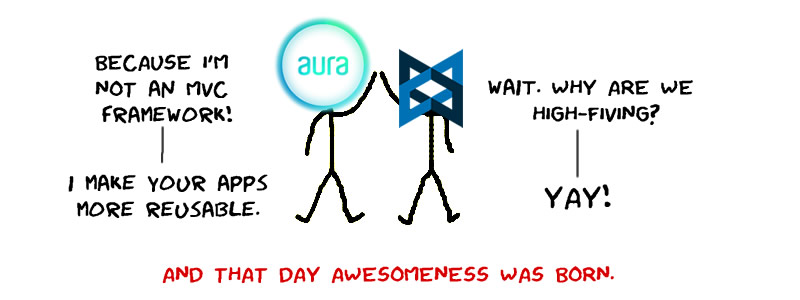 WAIT. WHY ARE WE
HIGH-FIVING?
BECAUSE I'M
NOT AN MVC
FRAMEWORK!
I MAKE YOUR APPS
MORE REUSABLE.
YAY!
aura
AND THAT DAY AWESOMENESS WAS BORN.